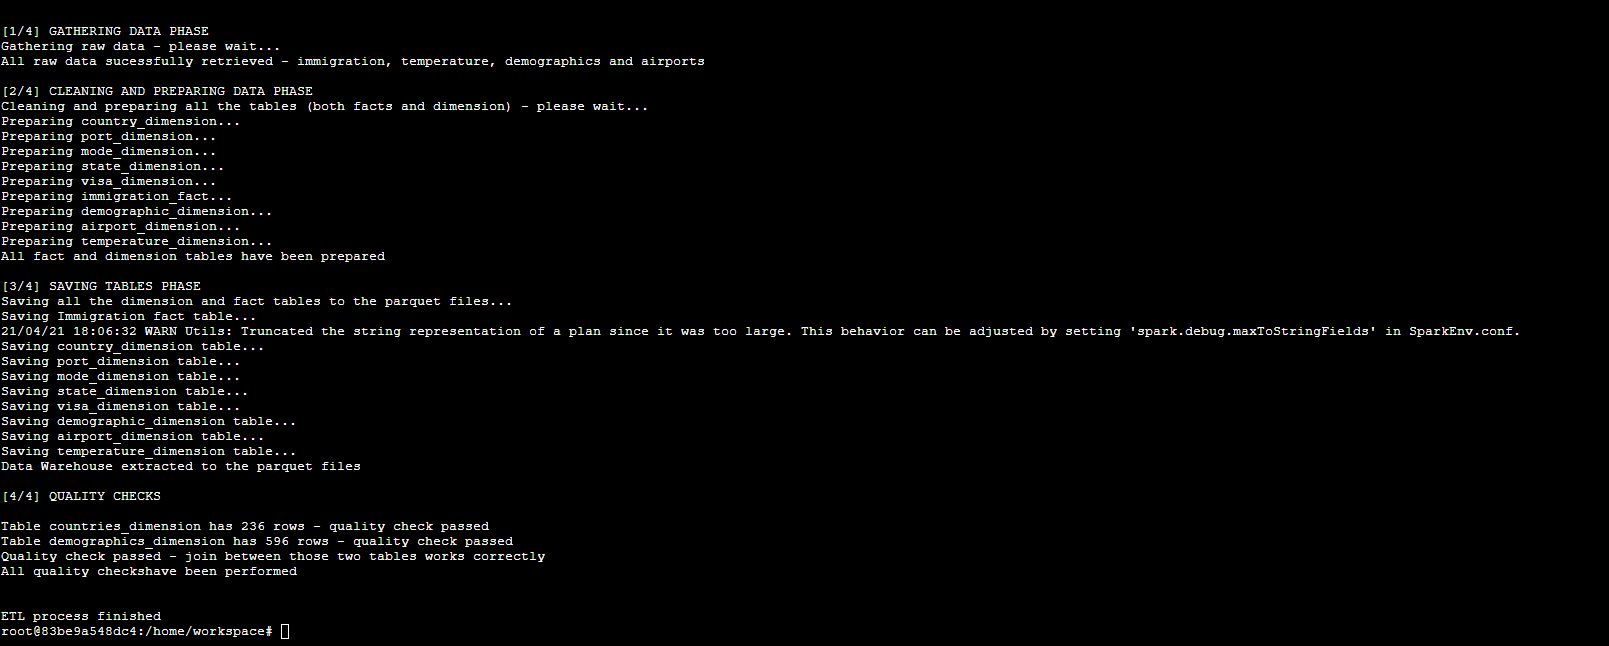 [1/4] GATHERING DATA PHASE
Gathering raw data - please wait...
All raw data sucessfully retrieved - immigration, temperature, demographics and airports
[2/4] CLEANING AND PREPARING DATA PHASE
Cleaning and preparing all the tables (both facts and dimension) - please wait...
Preparing country_dimension...
Preparing port_dimension...
Preparing mode_dimension...
Preparing state_dimension...
Preparing visa_dimension...
Preparing immigration_fact...
Preparing demographic_dimension...
Preparing airport_dimension...
Preparing temperature_dimension...
All fact and dimension tables have been prepared
[3/4] SAVING TABLES PHASE
Saving all the dimension and fact tables to the parquet files...
Saving Immigration fact table...
21/04/21 18:06:32 WARN Utils: Truncated the string representation of a plan since it was too large. This behavior can be adjusted by setting 'spark.debug.maxToStringFields' in SparkEnv.conf.
Saving country_dimension table...
Saving port_dimension table...
Saving mode_dimension table...
Saving state_dimension table...
Saving visa_dimension table...
Saving demographic_dimension table...
Saving airport_dimension table...
Saving temperature_dimension table...
Data Warehouse extracted to the parquet files
[4/4] QUALITY CHECKS
Table countries_dimension has 236 rows - quality check passed
Table demographics_dimension has 596 rows - quality check passed
Quality check passed - join between those two tables works correctly
All quality checkshave been performed
ETL process finished
root@83be9a548dc4:/home/workspace#